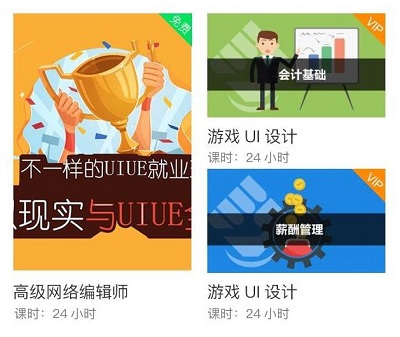 免费
不一样的UIUE就业
现实与UIUE
高级网络编辑师
课时：24 小时
VIP
会计基础
游戏 UI 设计
课时：24 小时
VIP
薪酬管理
游戏 UI 设计
课时：24 小时